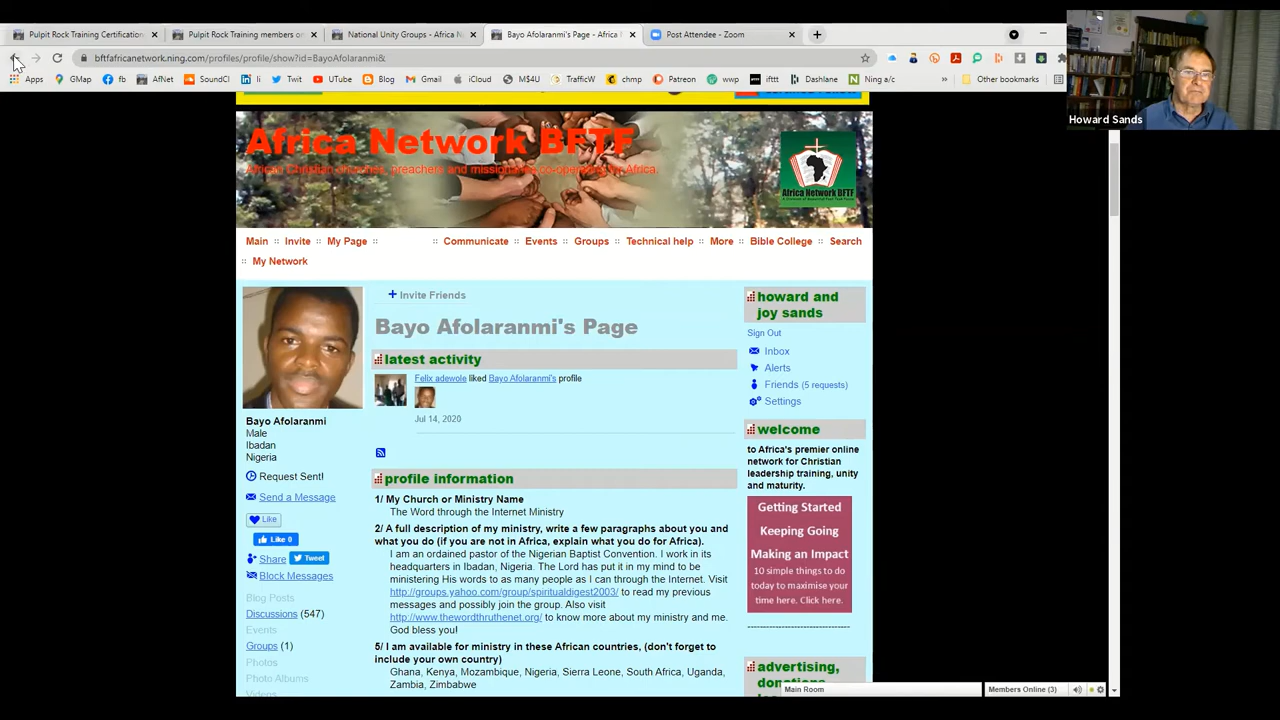 Pulpit Rock Training Certification
Pulpit Rock Training members on
National Unity Groups - Africa N
Bayo Afolaranmi's Page - Africa
Post Attendee - Zoom
bftfafricanetwork.ning.com/profiles/profile/show?id=BayoAfolaranmi&
Apps
GMap
fb
AfNet
SoundCl
li
Twitter
UTube
Blog
Gmail
iCloud
M$4U
TrafficW
chmp
Patreon
wwp
ifttt
Dashlane
Ning a/c
»
Other bookmarks
Howard Sands
Africa Network BFTF
African Christian churches, preachers and missionaries co-operating for Africa.
Africa Network BFTF
Main :: Invite :: My Page :: :: Communicate :: Events :: Groups :: Technical help :: More :: Bible College :: Search
:: My Network
Bayo Afolaranmi
Male
Ibadan
Nigeria
Request Sent!
Send a Message
Like
Like 0
Share
Tweet
Block Messages
Blog Posts
Discussions (547)
Events
Groups (1)
Photos
Photo Albums
Videos
+ Invite Friends
Bayo Afolaranmi's Page
latest activity
Felix adewole liked Bayo Afolaranmi's profile
Jul 14, 2020
profile information
1/ My Church or Ministry Name
The Word through the Internet Ministry
2/ A full description of my ministry, write a few paragraphs about you and
what you do (if you are not in Africa, explain what you do for Africa).
I am an ordained pastor of the Nigerian Baptist Convention. I work in its
headquarters in Ibadan, Nigeria. The Lord has put it in my mind to be
ministering His words to as many people as I can through the Internet. Visit
http://groups.yahoo.com/group/spiritualdigest2003/ to read my previous
messages and possibly join the group. Also visit
http://www.thewordthruthenet.org/ to know more about my ministry and me.
God bless you!
5/ I am available for ministry in these African countries, (don't forget to
include your own country)
Ghana, Kenya, Mozambique, Nigeria, Sierra Leone, South Africa, Uganda,
Zambia, Zimbabwe
howard and
joy sands
Sign Out
Inbox
Alerts
Friends (5 requests)
Settings
welcome
to Africa's premier online
network for Christian
leadership training, unity
and maturity.
Getting Started
Keeping Going
Making an Impact
10 simple things to do
today to maximise your
time here. Click here.
------------------------------
advertising,
Main Room
Members Online (3)